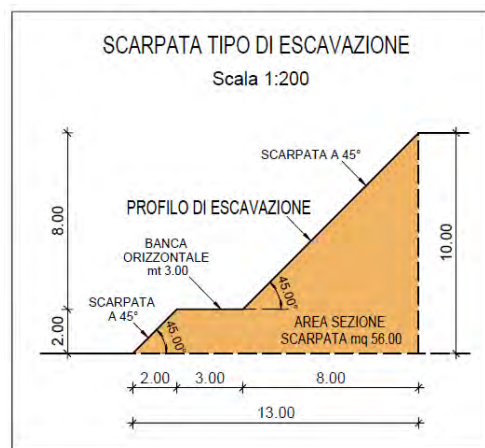 SCARPATA TIPO DI ESCAVAZIONE
Scala 1:200
SCARPATA A 45°
PROFILO DI ESCAVAZIONE
8.00
10.00
BANCA
ORIZZONTALE
mt 3.00
45.00°
SCARPATA
A 45°
45.00°
AREA SEZIONE
SCARPATA mq 56.00
2.00
2.00
3.00
8.00
13.00